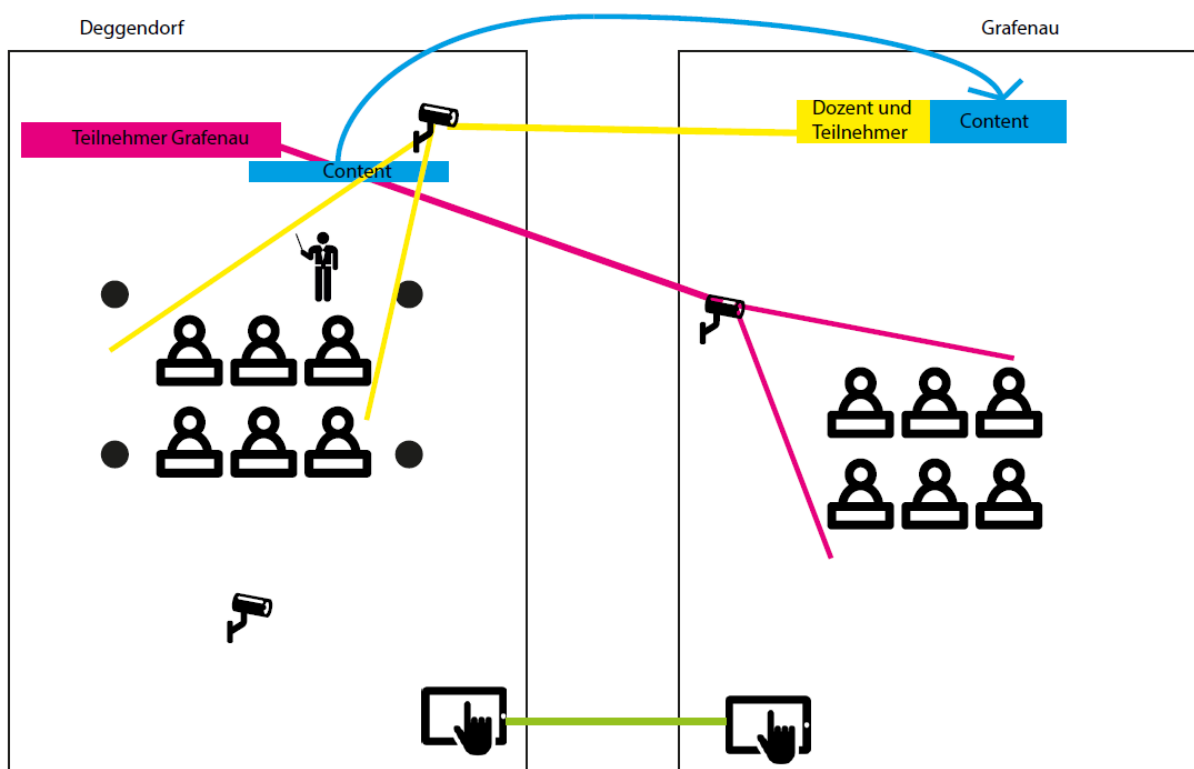 Deggendorf
Grafenau
Teilnehmer Grafenau
Content
Dozent und
Teilnehmer
Content